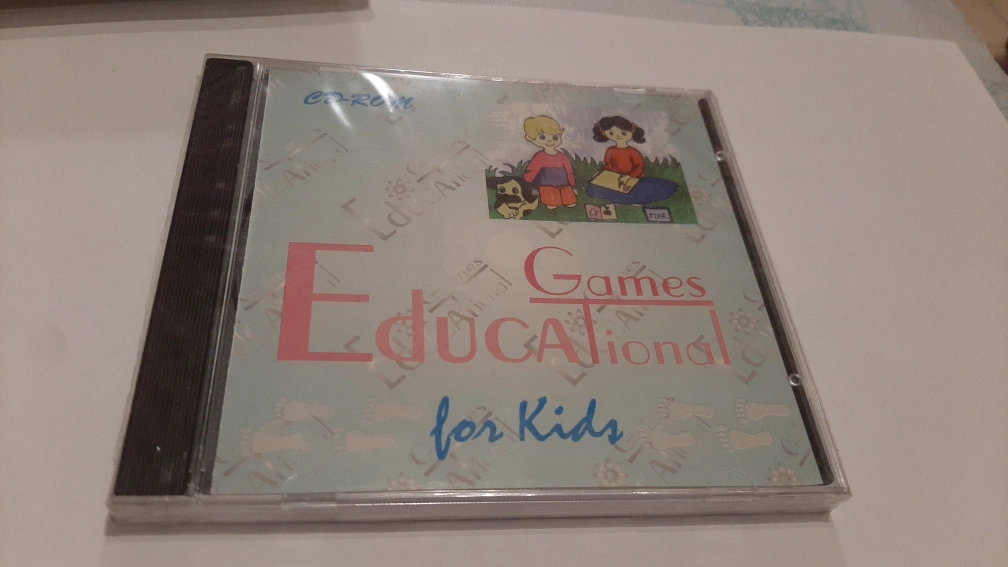 CD-ROM
Games
EducATional
for Kids